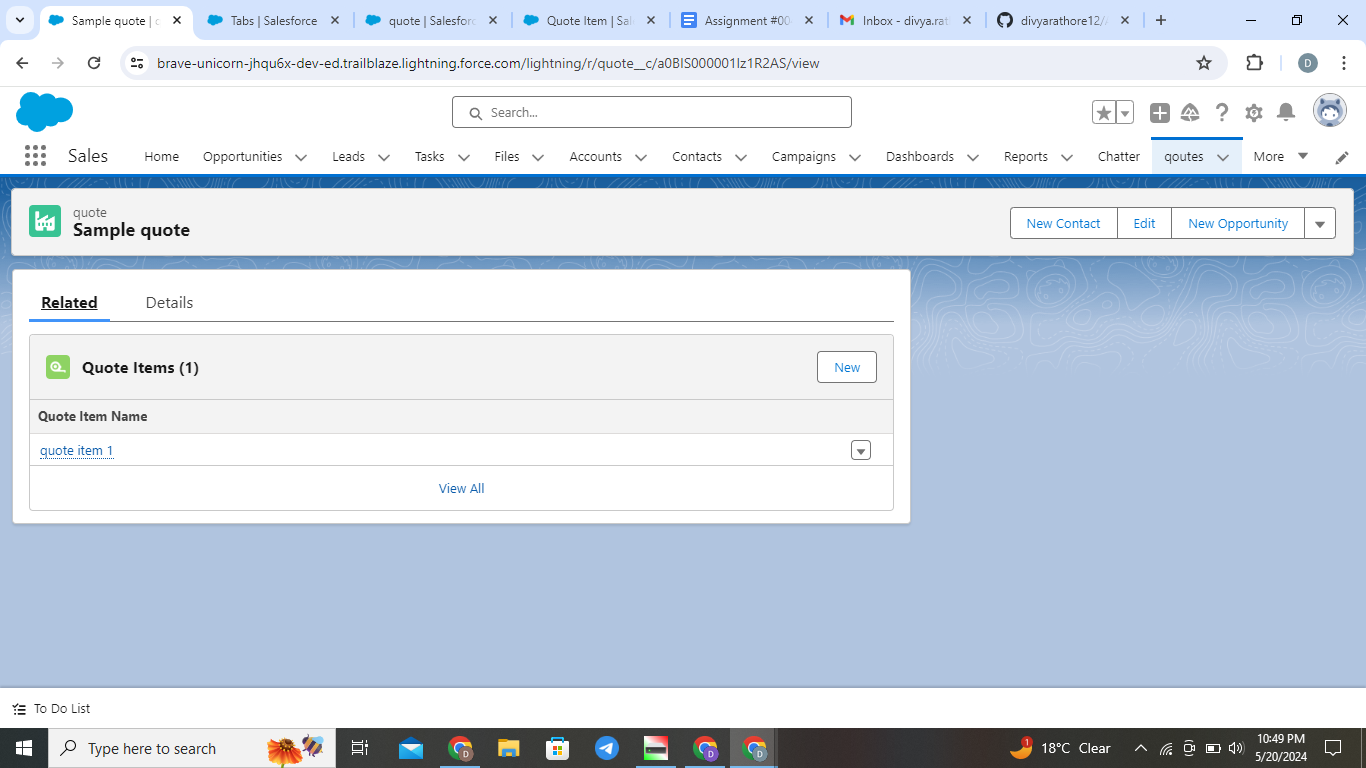 Sample quote | c
Tabs | Salesforce
quote | Salesforc
Quote Item | Sal
Assignment #00
Inbox - divya.rat
divyarathore12/A
brave-unicorn-jhqu6x-dev-ed.trailblaze.lightning.force.com/lightning/r/quote__c/a0BIS000001Iz1R2AS/view
D
Search...
Sales
Home
Opportunities
Leads
Tasks
Files
Accounts
Contacts
Campaigns
Dashboards
Reports
Chatter
qoutes
More
quote
Sample quote
New Contact
Edit
New Opportunity
Related
Details
Quote Items (1)
New
Quote Item Name
quote item 1
View All
To Do List
Type here to search
D
D
D
1
18°C Clear
10:49 PM
5/20/2024